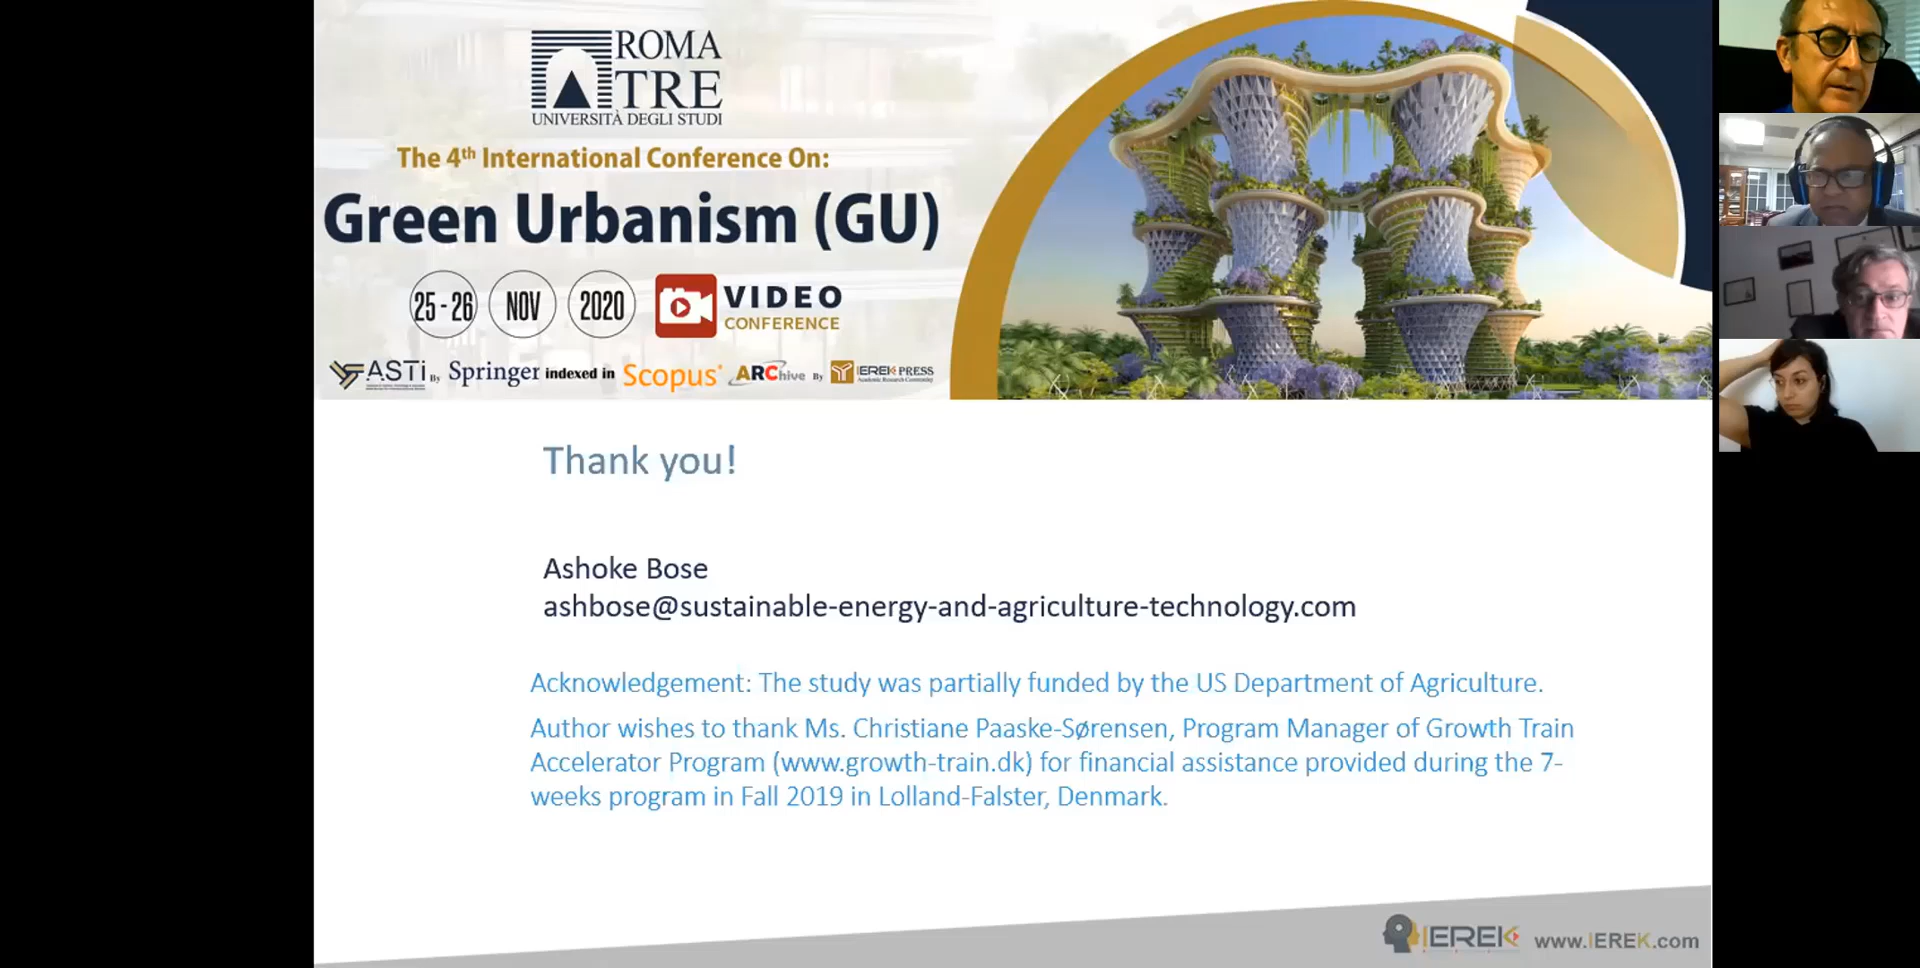 ROMA
TRE
UNIVERSITÀ DEGLI STUDI
The 4th International Conference On:
Green Urbanism (GU)
25 - 26 NOV 2020 VIDEO
CONFERENCE
ASTi By Springer indexed in Scopus ARChive By IEREK PRESS
Thank you!
Ashoke Bose
ashbose@sustainable-energy-and-agriculture-technology.com
Acknowledgement: The study was partially funded by the US Department of Agriculture.
Author wishes to thank Ms. Christiane Paaske-Sørensen, Program Manager of Growth Train
Accelerator Program (www.growth-train.dk) for financial assistance provided during the 7-
weeks program in Fall 2019 in Lolland-Falster, Denmark.
IEREK www.IEREK.com